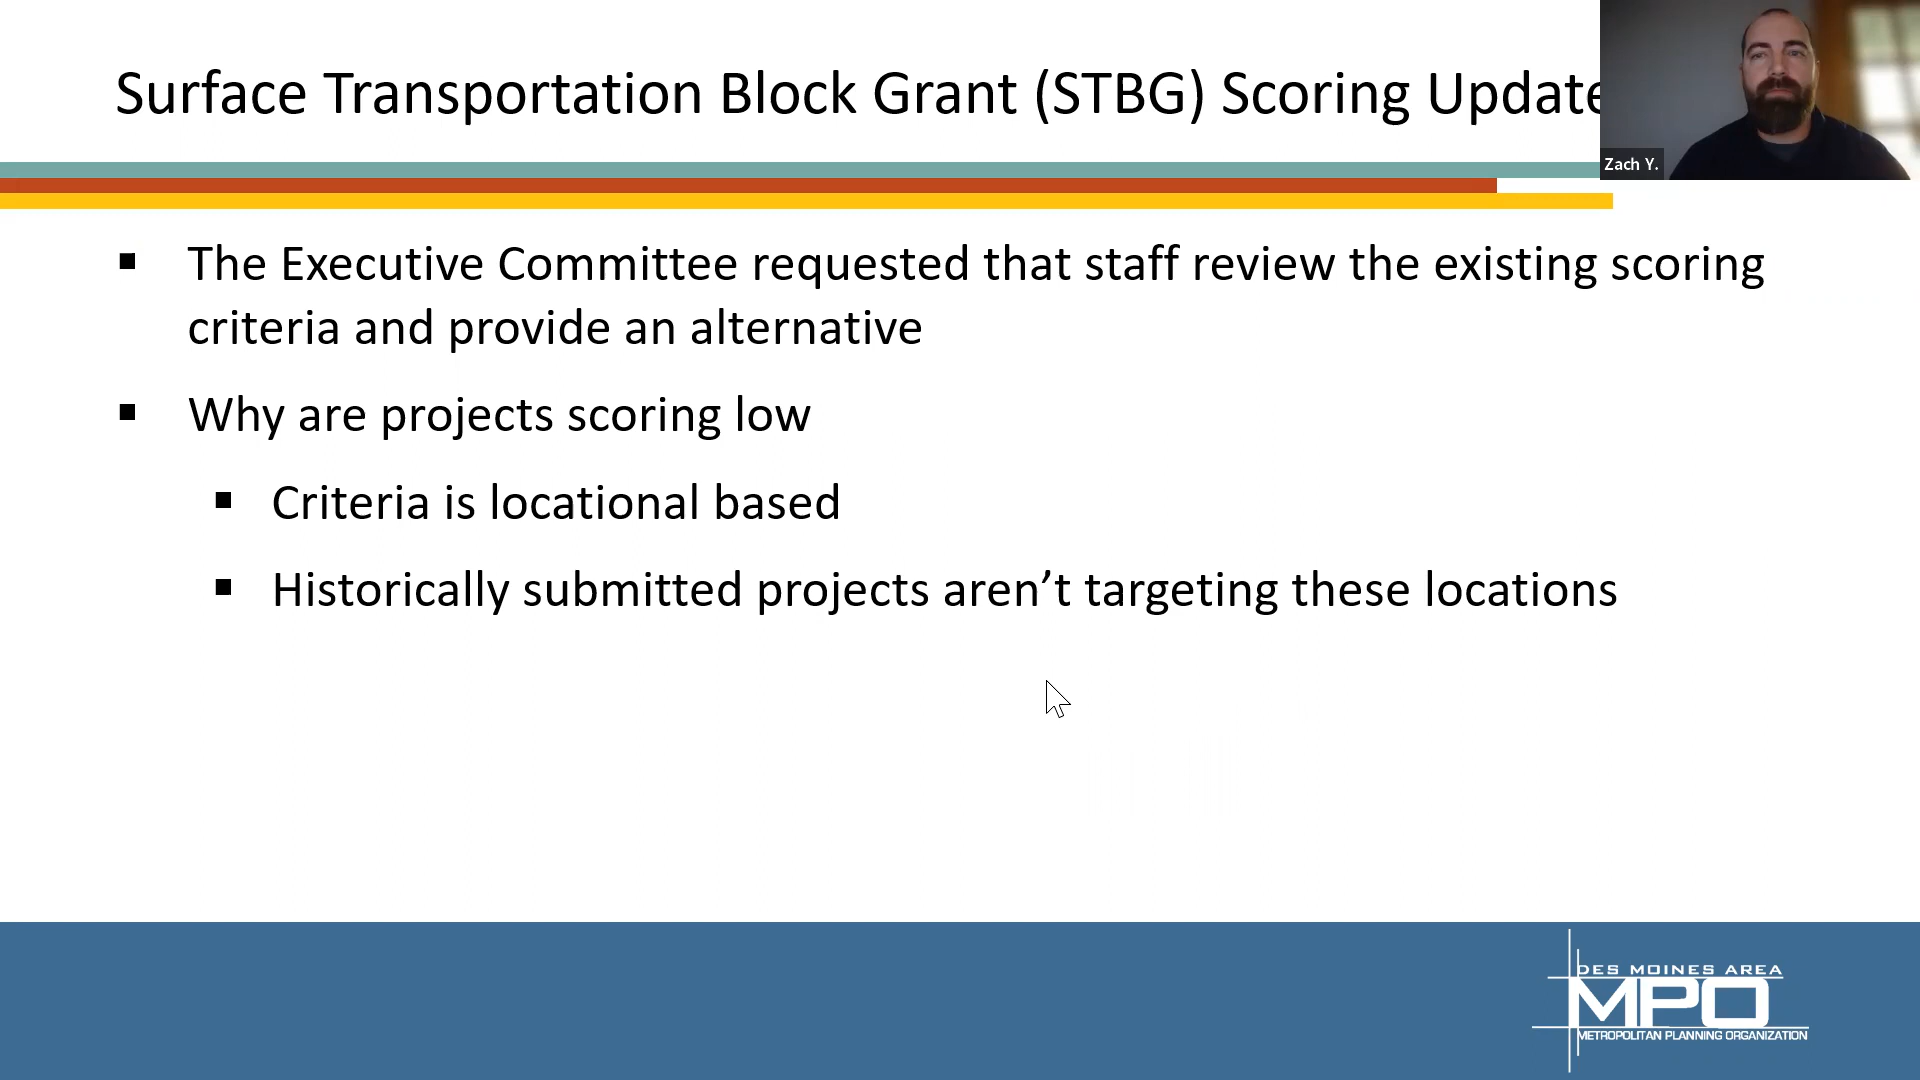 Surface Transportation Block Grant (STBG) Scoring Update
Zach Y.
The Executive Committee requested that staff review the existing scoring
criteria and provide an alternative
Why are projects scoring low
Criteria is locational based
Historically submitted projects aren’t targeting these locations
DES MOINES AREA
MPO
METROPOLITAN PLANNING ORGANIZATION